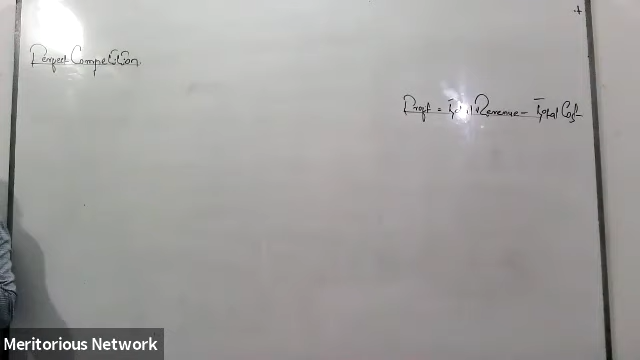 Perfect Competition
Profit = Total Revenue - Total Cost
Meritorious Network